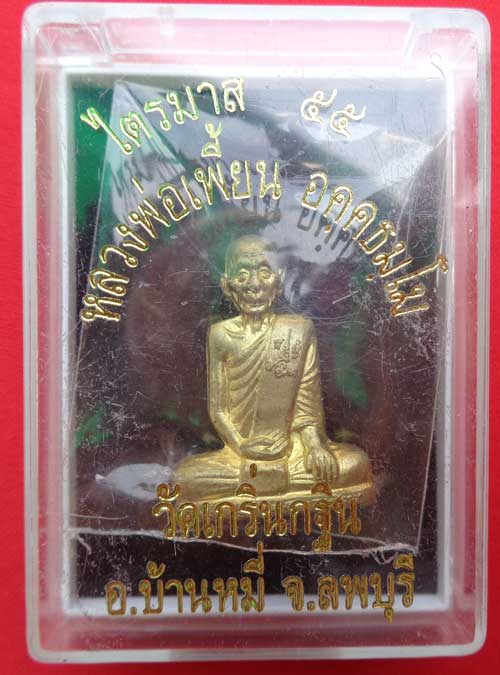 ไตรมาส ๕๕
หลวงพ่อเพี้ยน อคฺคธมฺโม
วัดเกริ่นกฐิน
อ.บ้านหมี่ จ.ลพบุรี